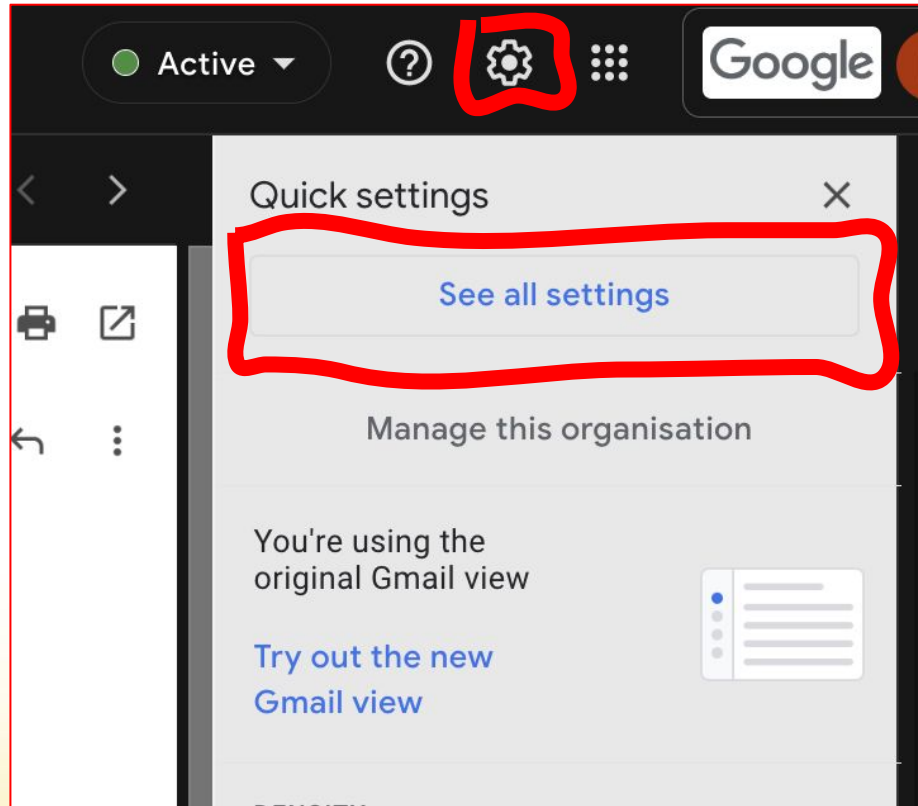 Active
Google
Quick settings
See all settings
Manage this organisation
You're using the
original Gmail view
Try out the new
Gmail view